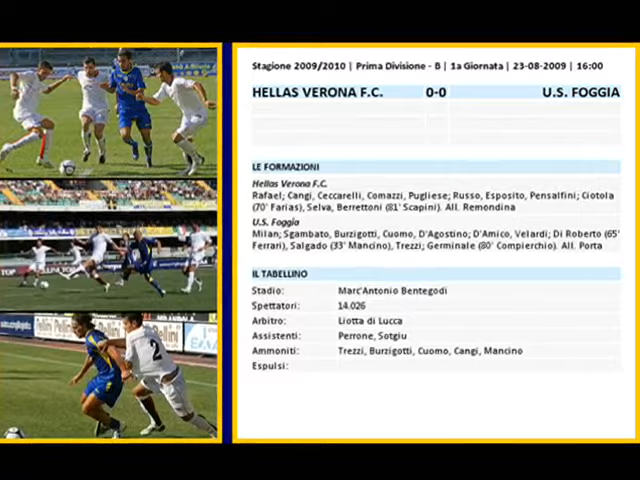 Stagione 2009/2010 | Prima Divisione - B | 1a Giornata | 23-08-2009 | 16:00
HELLAS VERONA F.C. 0-0 U.S. FOGGIA
LE FORMAZIONI
Hellas Verona F.C.
Rafael; Cangi, Ceccarelli, Comazzi, Pugliese; Russo, Esposito, Pensalfini; Ciotola
(70' Farias), Selva, Berrettoni (81' Scapini). All. Remondina
U.S. Foggia
Milan; Sgambato, Burzigotti, Cuomo, D'Agostino; D'Amico, Velardi; Di Roberto (65'
Ferrari), Salgado (33' Mancino), Trezzi; Germinale (80' Compierchio). All. Porta
IL TABELLINO
Stadio: Marc'Antonio Bentegodi
Spettatori: 14.026
Arbitro: Liotta di Lucca
Assistenti: Perrone, Sotgiu
Ammoniti: Trezzi, Burzigotti, Cuomo, Cangi, Mancino
Espulsi:
Pellini
Pellini
2